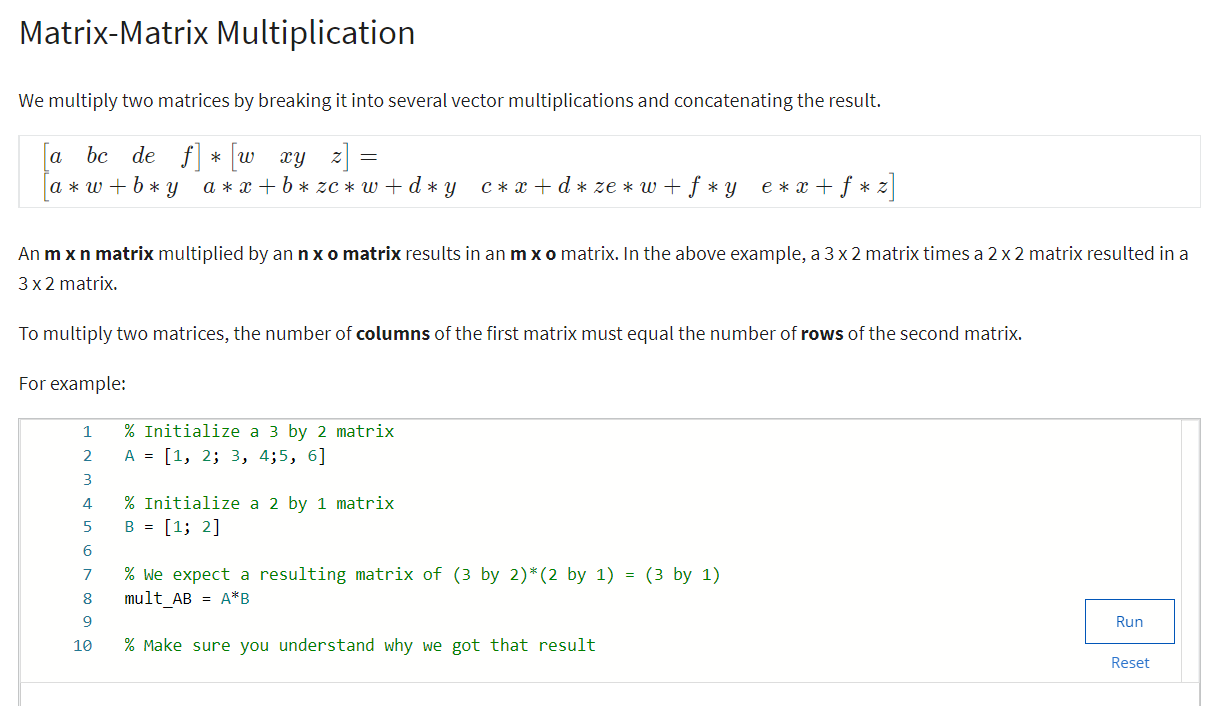 Matrix-Matrix Multiplication
We multiply two matrices by breaking it into several vector multiplications and concatenating the result.
[a bc de f] ∗ [w xy z] =
[a ∗ w + b ∗ y a ∗ x + b ∗ zc ∗ w + d ∗ y c ∗ x + d ∗ ze ∗ w + f ∗ y e ∗ x + f ∗ z]
An m x n matrix multiplied by an n x o matrix results in an m x o matrix. In the above example, a 3 x 2 matrix times a 2 x 2 matrix resulted in a
3 x 2 matrix.
To multiply two matrices, the number of columns of the first matrix must equal the number of rows of the second matrix.
For example:
1 % Initialize a 3 by 2 matrix
2 A = [1, 2; 3, 4;5, 6]
3
4 % Initialize a 2 by 1 matrix
5 B = [1; 2]
6
7 % We expect a resulting matrix of (3 by 2)*(2 by 1) = (3 by 1)
8 mult_AB = A*B
9
10 % Make sure you understand why we got that result
Run
Reset